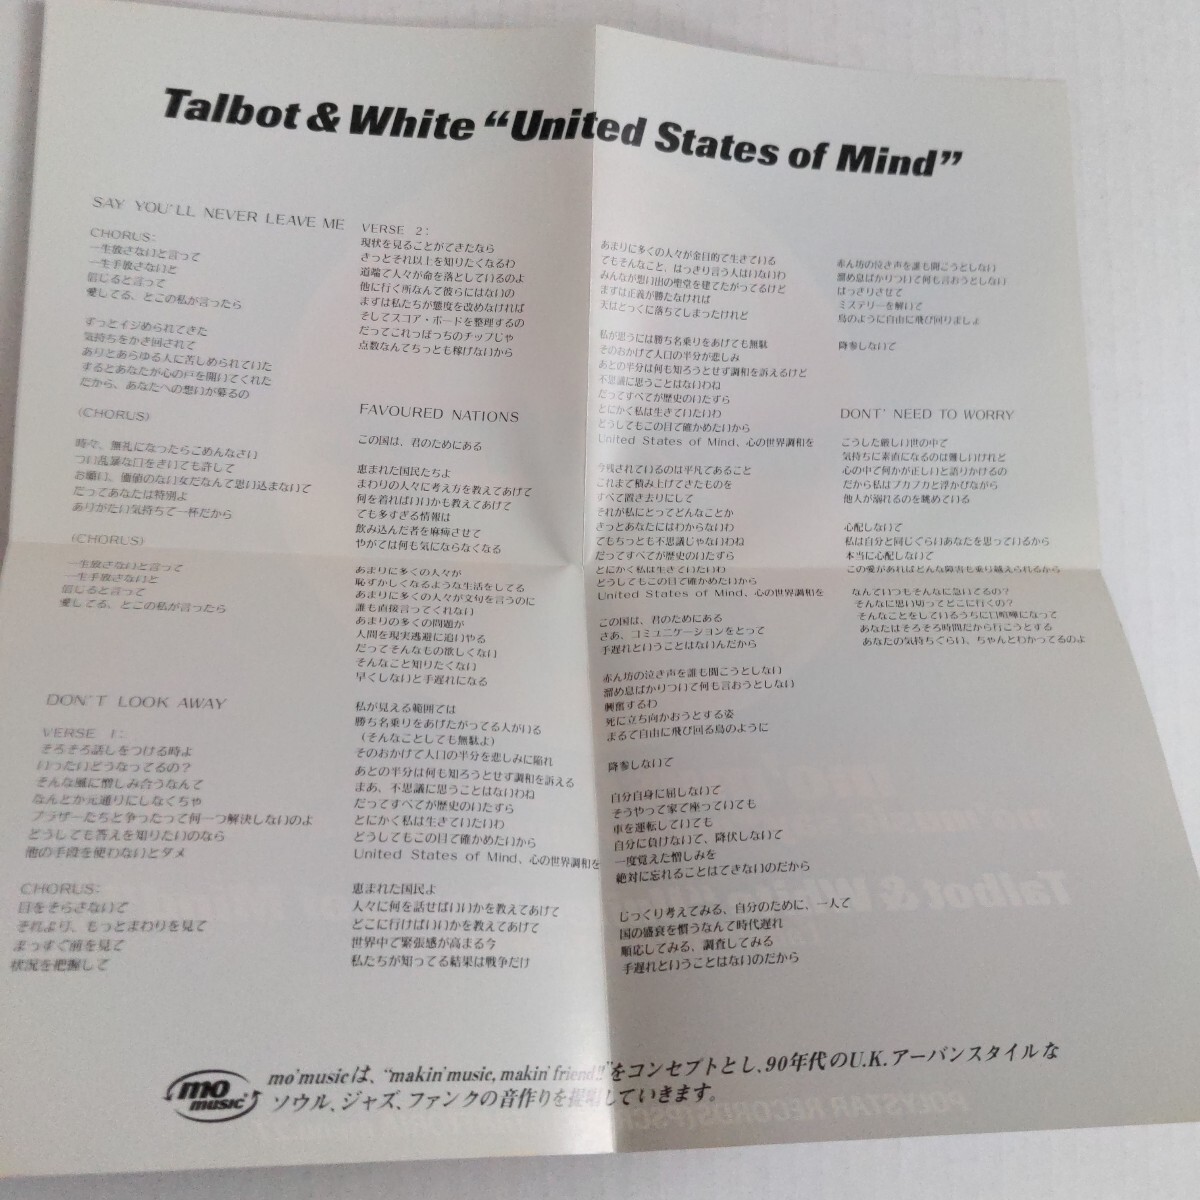 Talbot & White “United States of Mind”
SAY YOU'LL NEVER LEAVE ME
CHORUS:
一生放さないと言って
一生手放さないと
信じると言って
愛してる、とこの私が言ったら
ずっとイジめられてきた
気持ちをかき回されて
ありとあらゆる人に苦しめられていた
するとあなたが心の戸を開いてくれた
だから、あなたへの想いが募るの
(CHORUS)
時々、無礼になったらごめんなさい
つい乱暴な口をきいても許して
お願い、価値のない女だなんて思い込まないで
だってあなたは特別よ
ありがたい気持ちで一杯だから
(CHORUS)
一生放さないと言って
一生手放さないと
信じると言って
愛してる、とこの私が言ったら
DON'T LOOK AWAY
VERSE 1:
そろそろ話しをつける時よ
いったいどうなってるの？
そんな風に憎しみ合うなんて
なんとか元通りにしなくちゃ
ブラザーたちと争ったって何一つ解決しないのよ
どうしても答えを知りたいのなら
他の手段を使わないとダメ
CHORUS:
目をそらさないで
それより、もっとまわりを見て
まっすぐ前を見て
状況を把握して
VERSE 2:
現状を見ることができたなら
きっとそれ以上を知りたくなるわ
道端で人々が命を落としているのよ
他に行く所なんて彼らにはないの
まずは私たちが態度を改めなければ
そしてスコア・ボードを整理するの
だってこれっぽっちのチップじゃ
点数なんてちっとも稼げないから
FAVOURED NATIONS
この国は、君のためにある
恵まれた国民たちよ
まわりの人々に考え方を教えてあげて
何を着ればいいかも教えてあげて
でも多すぎる情報は
飲み込んだ者を麻痺させて
やがては何も気にならなくなる
あまりに多くの人々が
恥ずかしくなるような生活をしてる
あまりに多くの人々が文句を言うのに
誰も直接言ってくれない
あまりの多くの問題が
人間を現実逃避に追いやる
だってそんなもの欲しくない
そんなこと知りたくない
早くしないと手遅れになる
私が見える範囲では
勝ち名乗りをあげたがってる人がいる
(そんなことしても無駄よ)
そのおかげで人口の半分を悲しみに陥れ
あとの半分は何も知ろうとせず調和を訴える
まあ、不思議に思うことはないわね
だってすべてが歴史のいたずら
とにかく私は生きていたいわ
どうしてもこの目で確かめたいから
United States of Mind、心の世界調和を
恵まれた国民よ
人々に何を話せばいいかを教えてあげて
どこに行けばいいかを教えてあげて
世界中で緊張感が高まる今
私たちが知ってる結果は戦争だけ
あまりに多くの人々が金目的で生きている
でもそんなこと、はっきり言う人はいないわ
みんなが想い出の聖堂を建てたがってるけど
まずは正義が勝たなければ
天はとっくに落ちてしまったけれど
私が思うには勝ち名乗りをあげても無駄
そのおかげで人口の半分が悲しみ
あとの半分は何も知ろうとせず調和を訴えるけど
不思議に思うことはないわね
だってすべてが歴史のいたずら
とにかく私は生きていたいわ
どうしてもこの目で確かめたいから
United States of Mind、心の世界調和を
今残されているのは平凡であること
これまで積み上げてきたものを
すべて置き去りにして
それが私にとってどんなことか
きっとあなたにはわからないわ
でもちっとも不思議じゃないわね
だってすべてが歴史のいたずら
とにかく私は生きていたいわ
どうしてもこの目で確かめたいから
United States of Mind、心の世界調和を
この国は、君のためにある
さあ、コミュニケーションをとって
手遅れということはないんだから
赤ん坊の泣き声を誰も聞こうとしない
溜め息ばかりついて何も言おうとしない
興奮するわ
死に立ち向かおうとする姿
まるで自由に飛び回る鳥のように
降参しないで
自分自身に屈しないで
そうやって家で座っていても
車を運転していても
自分に負けないで、降伏しないで
一度覚えた憎しみを
絶対に忘れることはできないのだから
じっくり考えてみる、自分のために、一人で
国の盛衰を憤うなんて時代遅れ
順応してみる、調査してみる
手遅れということはないのだから
赤ん坊の泣き声を誰も聞こうとしない
溜め息ばかりついて何も言おうとしない
はっきりさせて
ミステリーを解いて
鳥のように自由に飛び回りましょ
降参しないで
DONT' NEED TO WORRY
こうした厳しい世の中で
気持ちに素直になるのは難しいけれど
心の中で何かが正しいと語りかけるの
だから私はプカプカと浮かびながら
他人が溺れるのを眺めている
心配しないで
私は自分と同じぐらいあなたを思っているから
本当に心配しないで
この愛があればどんな障害も乗り越えられるから
なんでいつもそんなに急いてるの？
そんなに思い切ってどこに行くの？
そんなことをしているうちに口喧嘩になって
あなたはそろそろ時間だから行こうとする
あなたの気持ちぐらい、ちゃんとわかってるのよ
mo' music
mo'musicは、“makin'music, makin'friend!!”をコンセプトとし、90年代のU.K.アーバンスタイルな
ソウル、ジャズ、ファンクの音作りを提唱していきます。